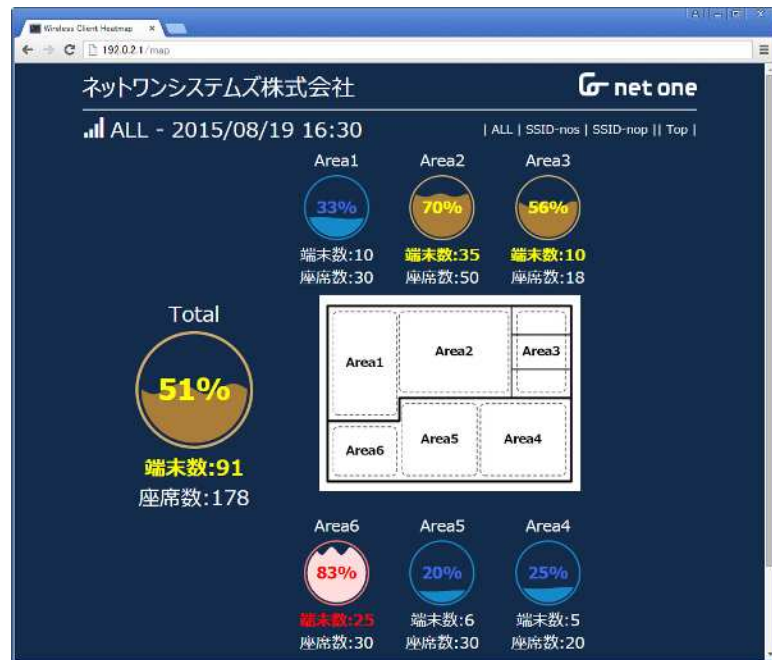 Wireless Client Heatmap
192.0.2.1/map
ネットワンシステムズ株式会社
net one
ALL - 2015/08/19 16:30
| ALL | SSID-nos | SSID-nop || Top |
Area1 Area2 Area3
33% 70% 56%
端末数:10 端末数:35 端末数:10
座席数:30 座席数:50 座席数:18
Total
51%
端末数:91
座席数:178
Area1 Area2 Area3
Area6 Area5 Area4
Area6 Area5 Area4
83% 20% 25%
端末数:25 端末数:6 端末数:5
座席数:30 座席数:30 座席数:20